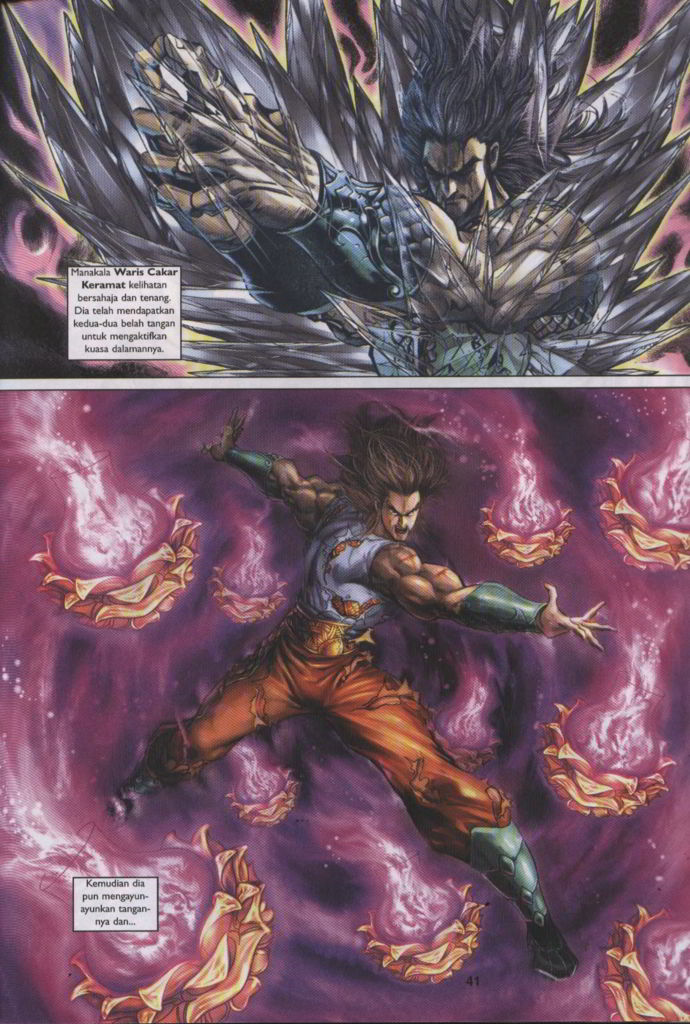 Manakala Waris Cakar
Keramat kelihatan
bersahaja dan tenang.
Dia telah mendapatkan
kedua-dua belah tangan
untuk mengaktifkan
kuasa dalamannya.
Kemudian dia
pun mengayun-
ayunkan tangan-
nya dan...
41